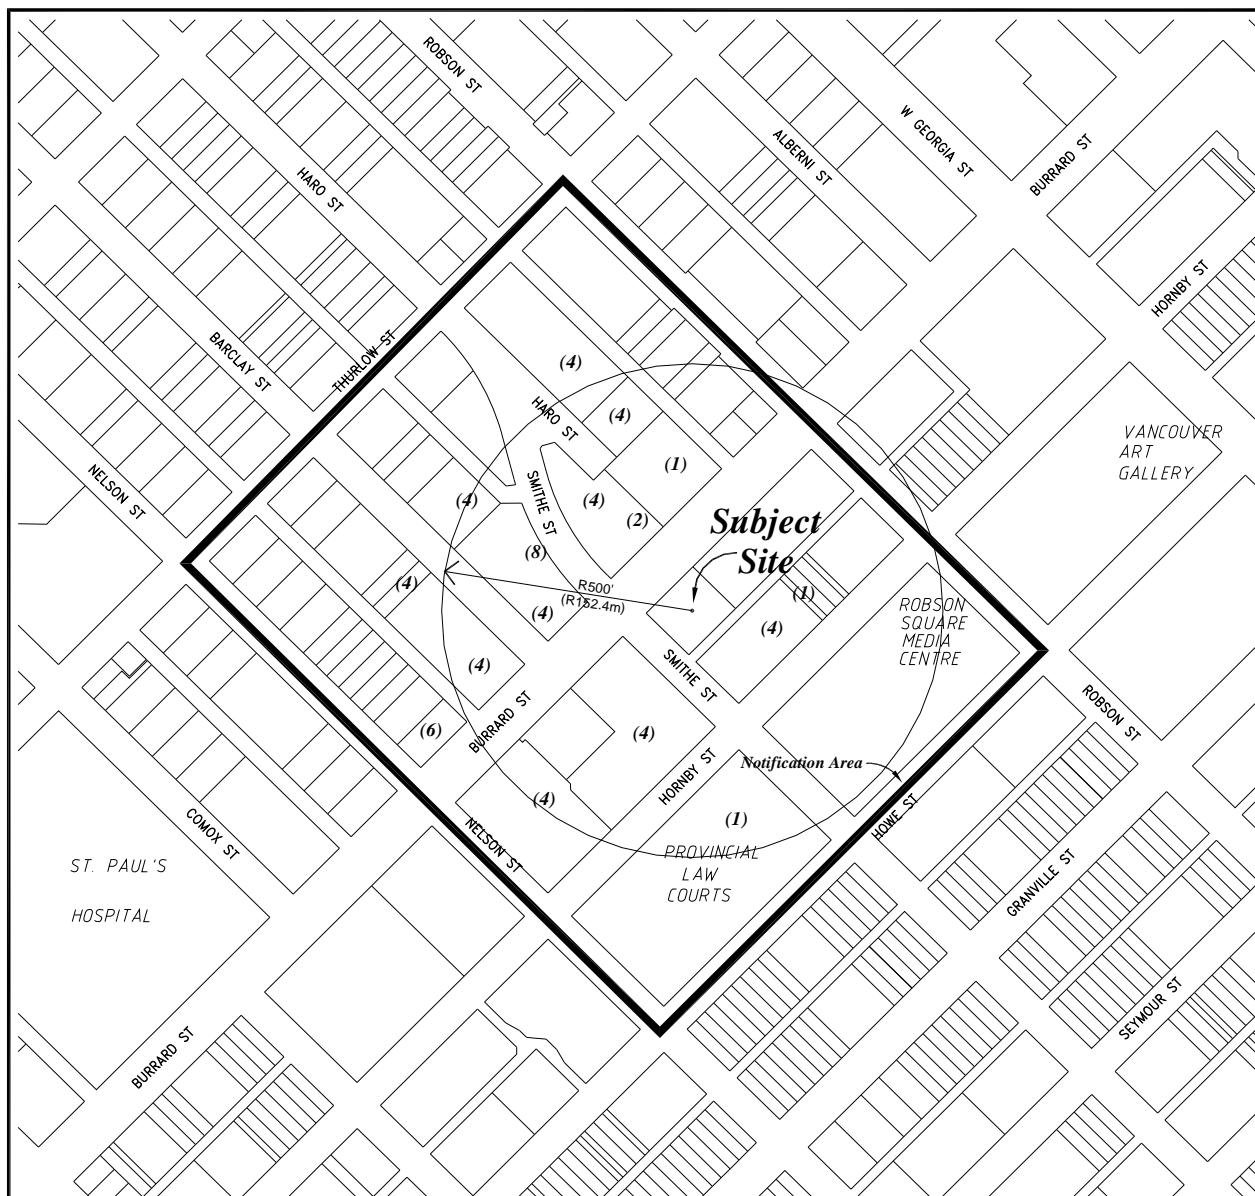 ROBSON ST
W GEORGIA ST
ALBERNI ST
BURRARD ST
HARO ST
HORNBY ST
BARCLAY ST
THURLOW ST
(4)
HARO ST
(4)
VANCOUVER
ART
GALLERY
(1)
NELSON ST
(4)
SMITHE ST
(4)
(2)
Subject
Site
(8)
(4)
R500'
(R152.4m)
(1)
(4)
(4)
ROBSON
SQUARE
MEDIA
CENTRE
(4)
SMITHE ST
ROBSON ST
BURRARD ST
(6)
(4)
HORNBY ST
Notification Area
(4)
(1)
HOWE ST
COMOX ST
NELSON ST
PROVINCIAL
LAW
COURTS
ST. PAUL'S
HOSPITAL
GRANVILLE ST
SEYMOUR ST
BURRARD ST